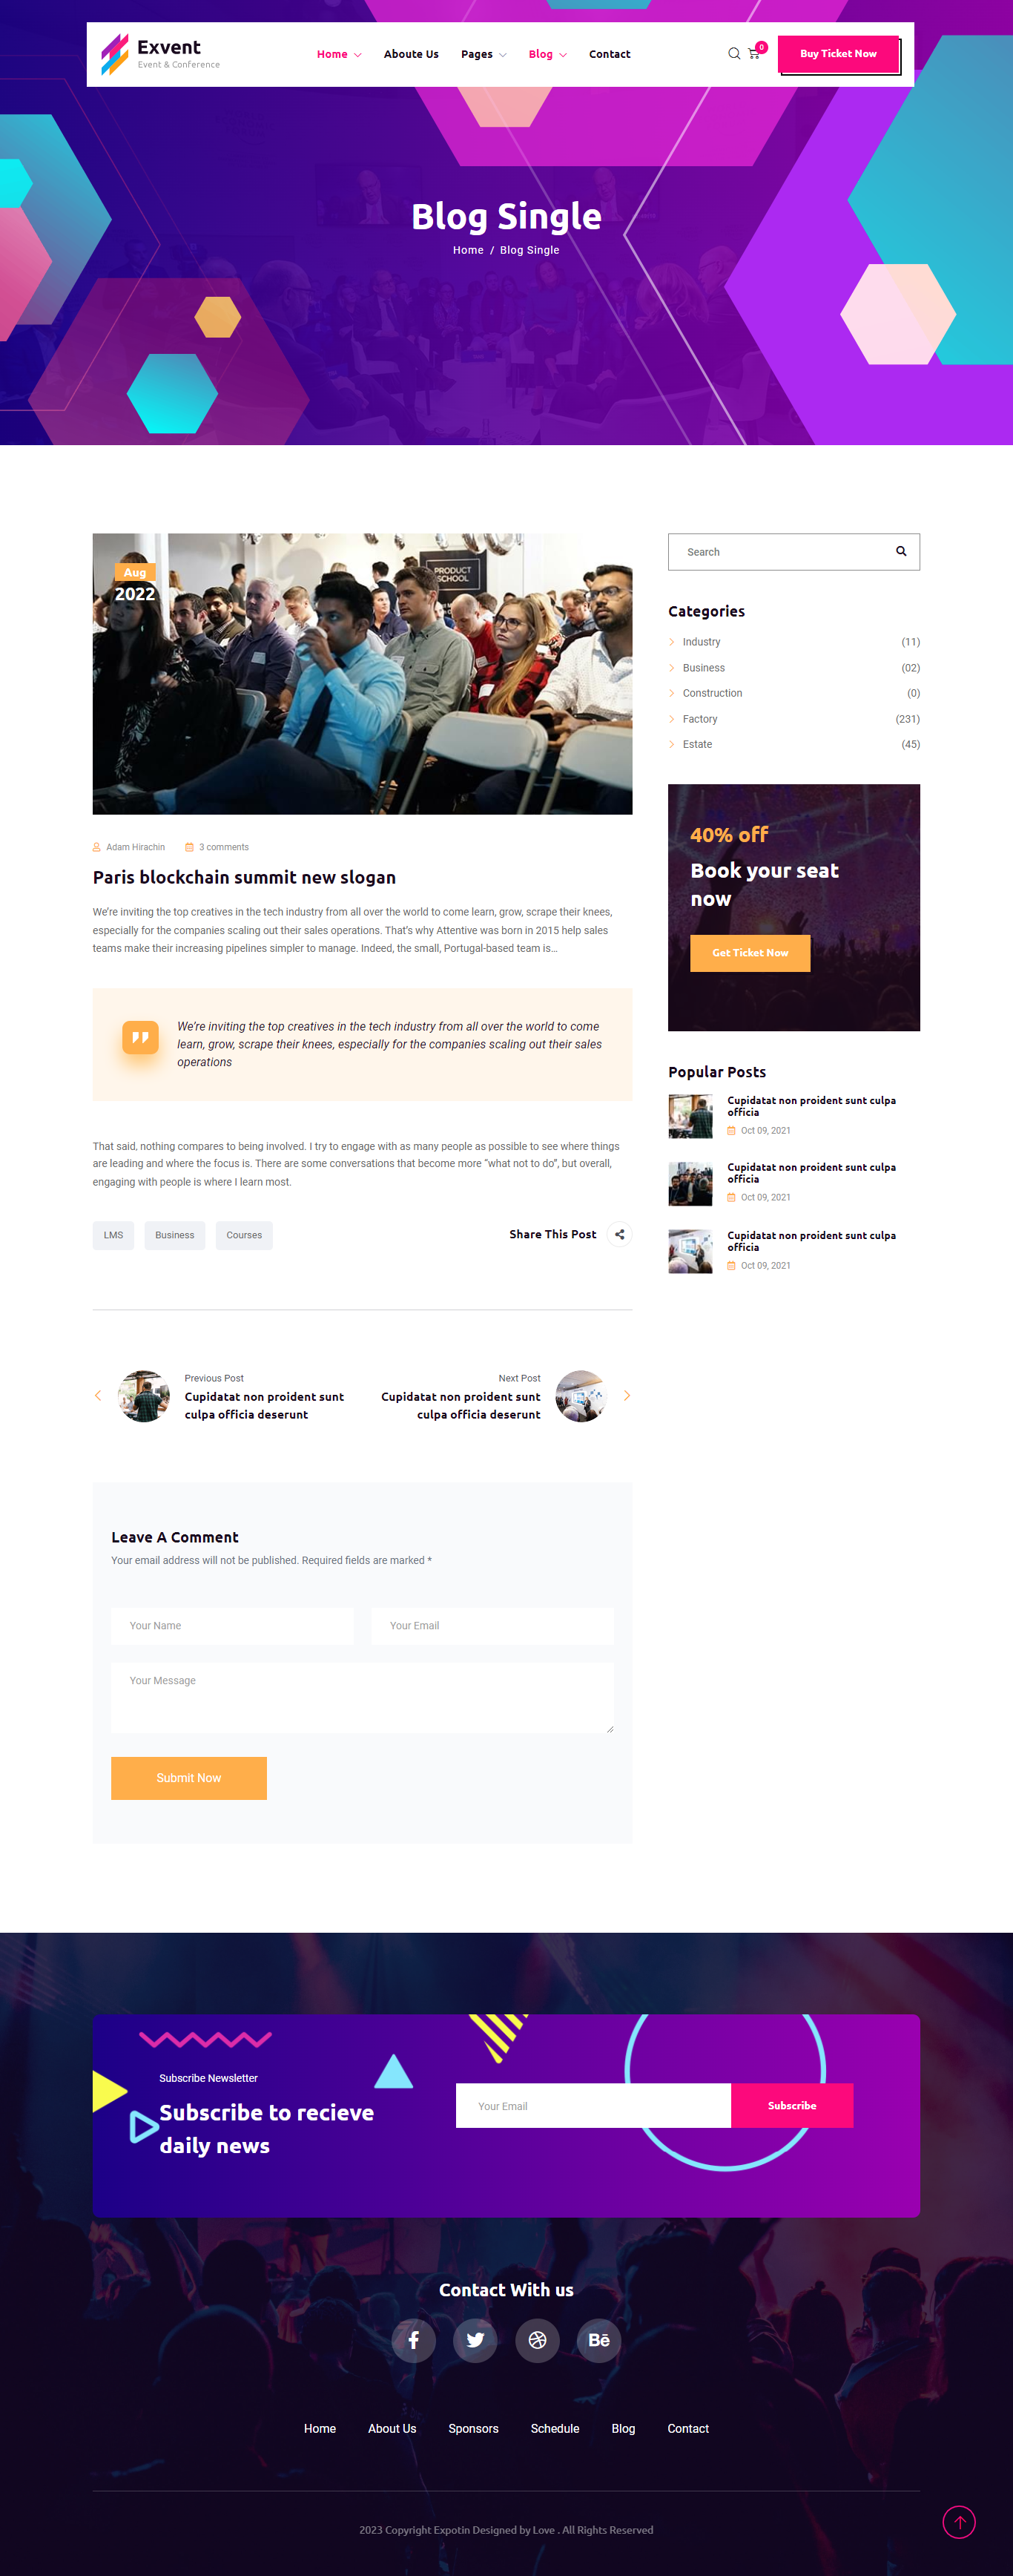 Exvent
Event & Conference
Home
Aboute Us
Pages
Blog
Contact
0
Buy Ticket Now
Blog Single
Home / Blog Single
PRODUCT
SCHOOL
Aug
2022
Adam Hirachin
3 comments
Paris blockchain summit new slogan
We're inviting the top creatives in the tech industry from all over the world to come learn, grow, scrape their knees,
especially for the companies scaling out their sales operations. That's why Attentive was born in 2015 help sales
teams make their increasing pipelines simpler to manage. Indeed, the small, Portugal-based team is...
We're inviting the top creatives in the tech industry from all over the world to come
learn, grow, scrape their knees, especially for the companies scaling out their sales
operations
That said, nothing compares to being involved. I try to engage with as many people as possible to see where things
are leading and where the focus is. There are some conversations that become more “what not to do”, but overall,
engaging with people is where I learn most.
LMS
Business
Courses
Share This Post
Previous Post
Cupidatat non proident sunt
culpa officia deserunt
Next Post
Cupidatat non proident sunt
culpa officia deserunt
Leave A Comment
Your email address will not be published. Required fields are marked *
Your Name
Your Email
Your Message
Submit Now
Search
Categories
Industry (11)
Business (02)
Construction (0)
Factory (231)
Estate (45)
40% off
Book your seat
now
Get Ticket Now
Popular Posts
Cupidatat non proident sunt culpa
officia
Oct 09, 2021
Cupidatat non proident sunt culpa
officia
Oct 09, 2021
Cupidatat non proident sunt culpa
officia
Oct 09, 2021
Subscribe Newsletter
Subscribe to recieve
daily news
Your Email
Subscribe
Contact With us
Bē
Home
About Us
Sponsors
Schedule
Blog
Contact
2023 Copyright Expotin Designed by Love . All Rights Reserved